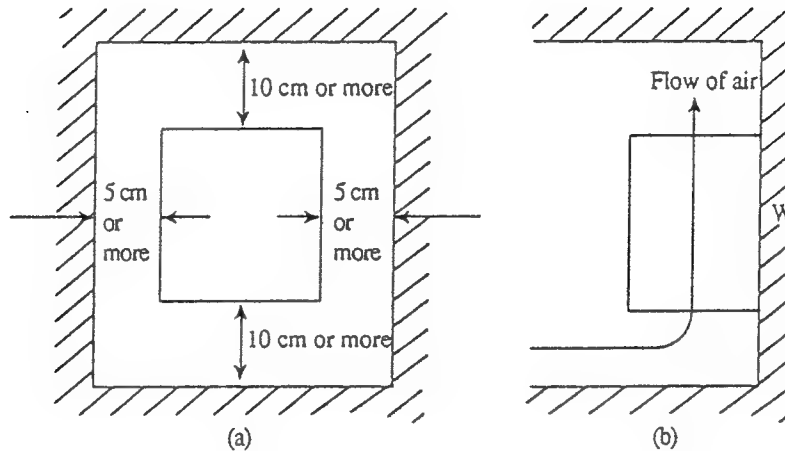 10 cm or more
Flow of air
5 cm
or
more
5 cm
or
more
W
10 cm or more
(a)
(b)